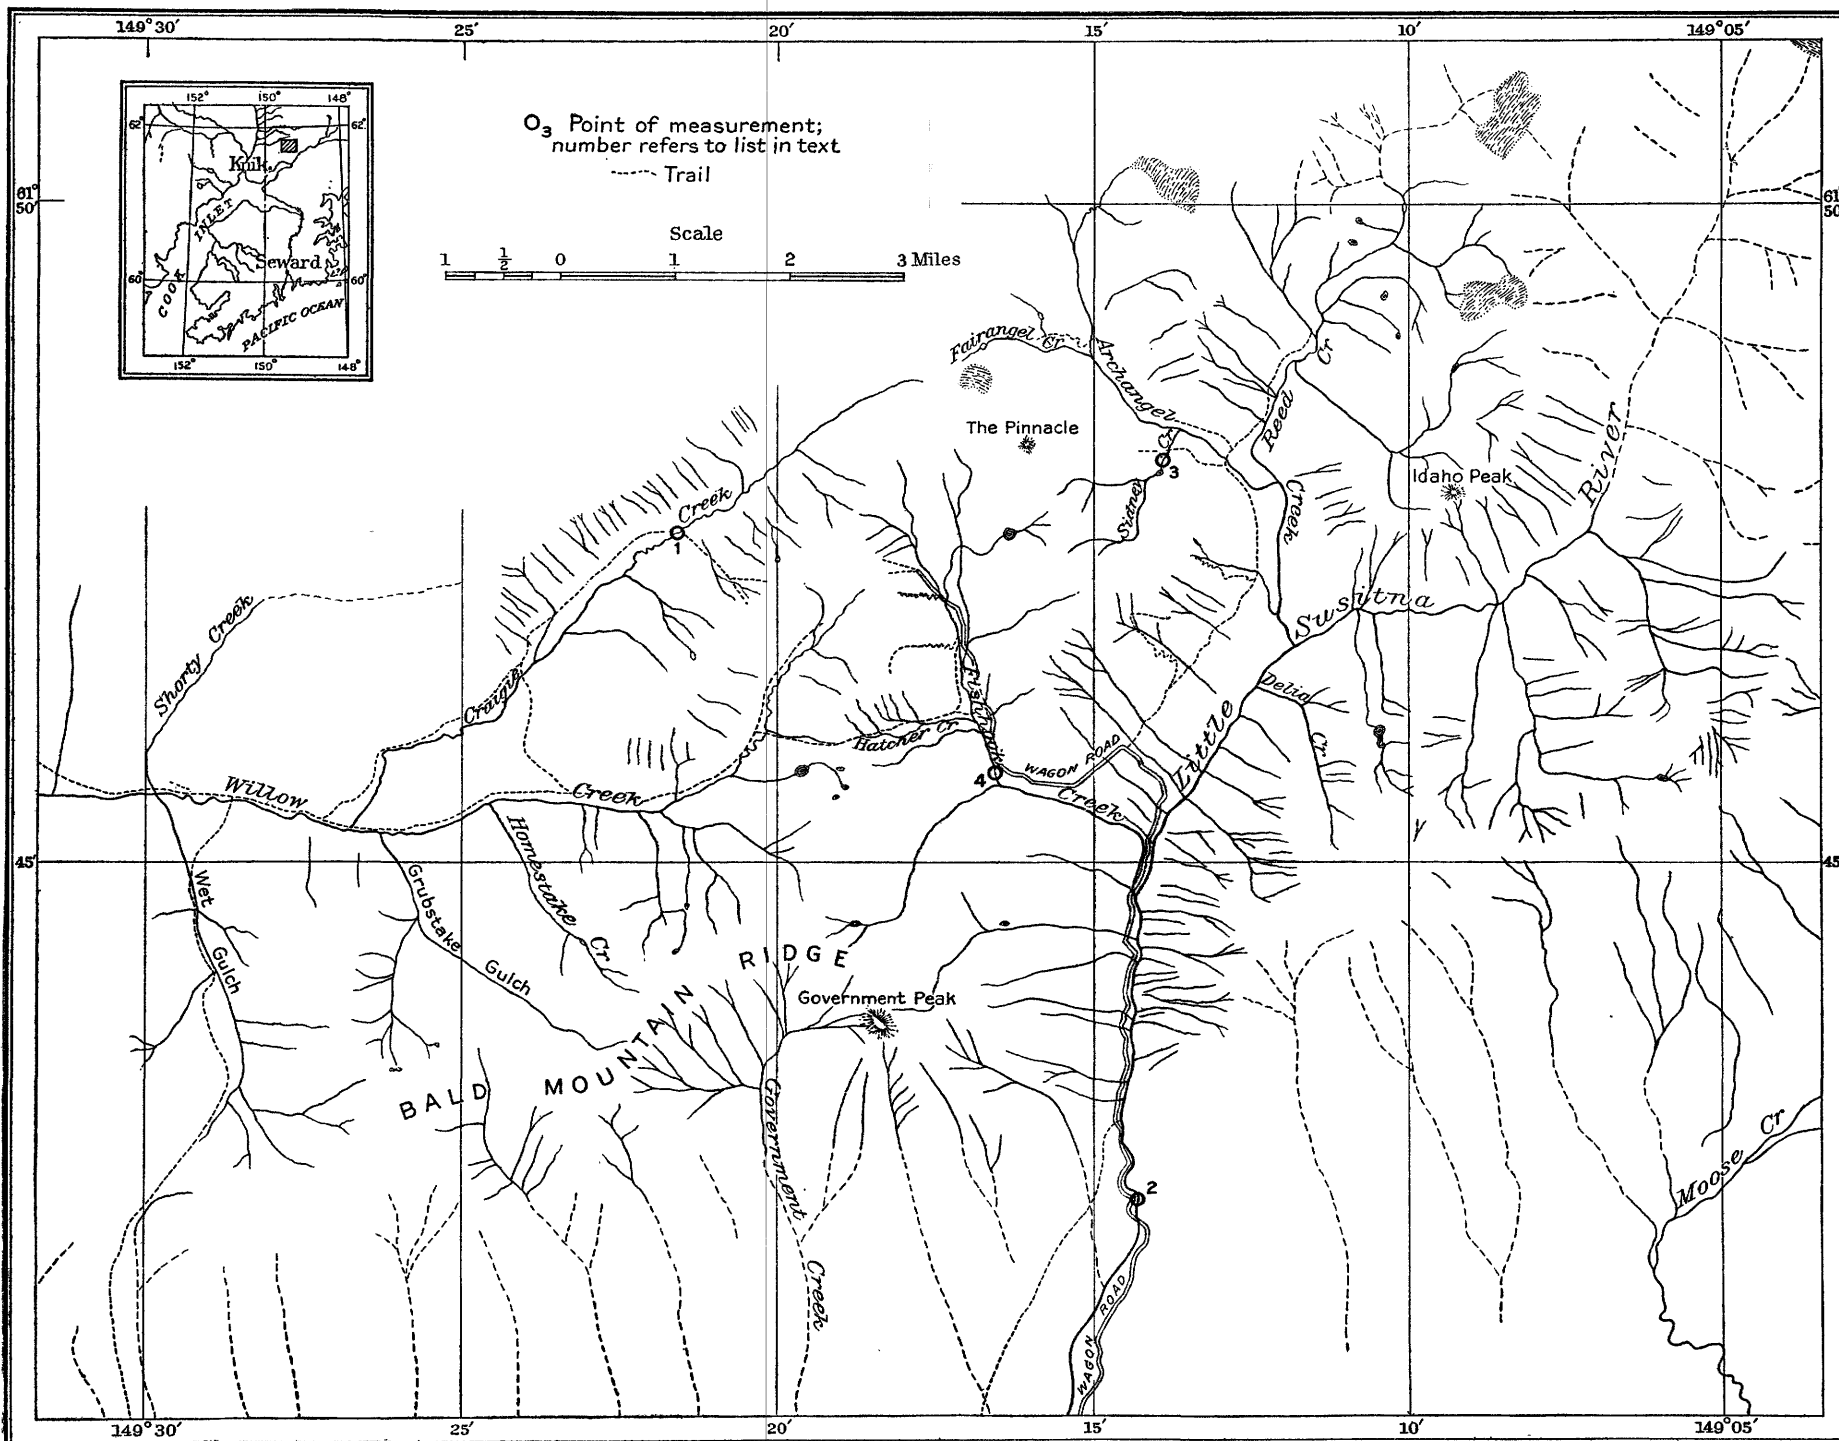 149° 30′ 25′ 20′ 15′ 10′ 149° 05′
152° 150° 148°
62° 62°
Knik
COOK INLET
Seward
60° 60°
PACIFIC OCEAN
152° 150° 148°
O3 Point of measurement;
number refers to list in text
Trail
Scale
1 ½ 0 1 2 3 Miles
61° 50′ 61° 50′
Fairangel Cr
Archangel Creek
Reed Cr
The Pinnacle
Sidney Cr
3
Idaho Peak
River
Craigie Creek
1
Shorty Creek
Little Susitna
Fishhook Creek
Hatcher Cr
4
WAGON ROAD
Delia Cr
Willow Creek
45′ 45′
Wet Gulch
Grubstake Gulch
Homestake Cr
BALD MOUNTAIN RIDGE
Government Peak
Government Creek
2
WAGON ROAD
Moose Cr
149° 30′ 25′ 20′ 15′ 10′ 149° 05′